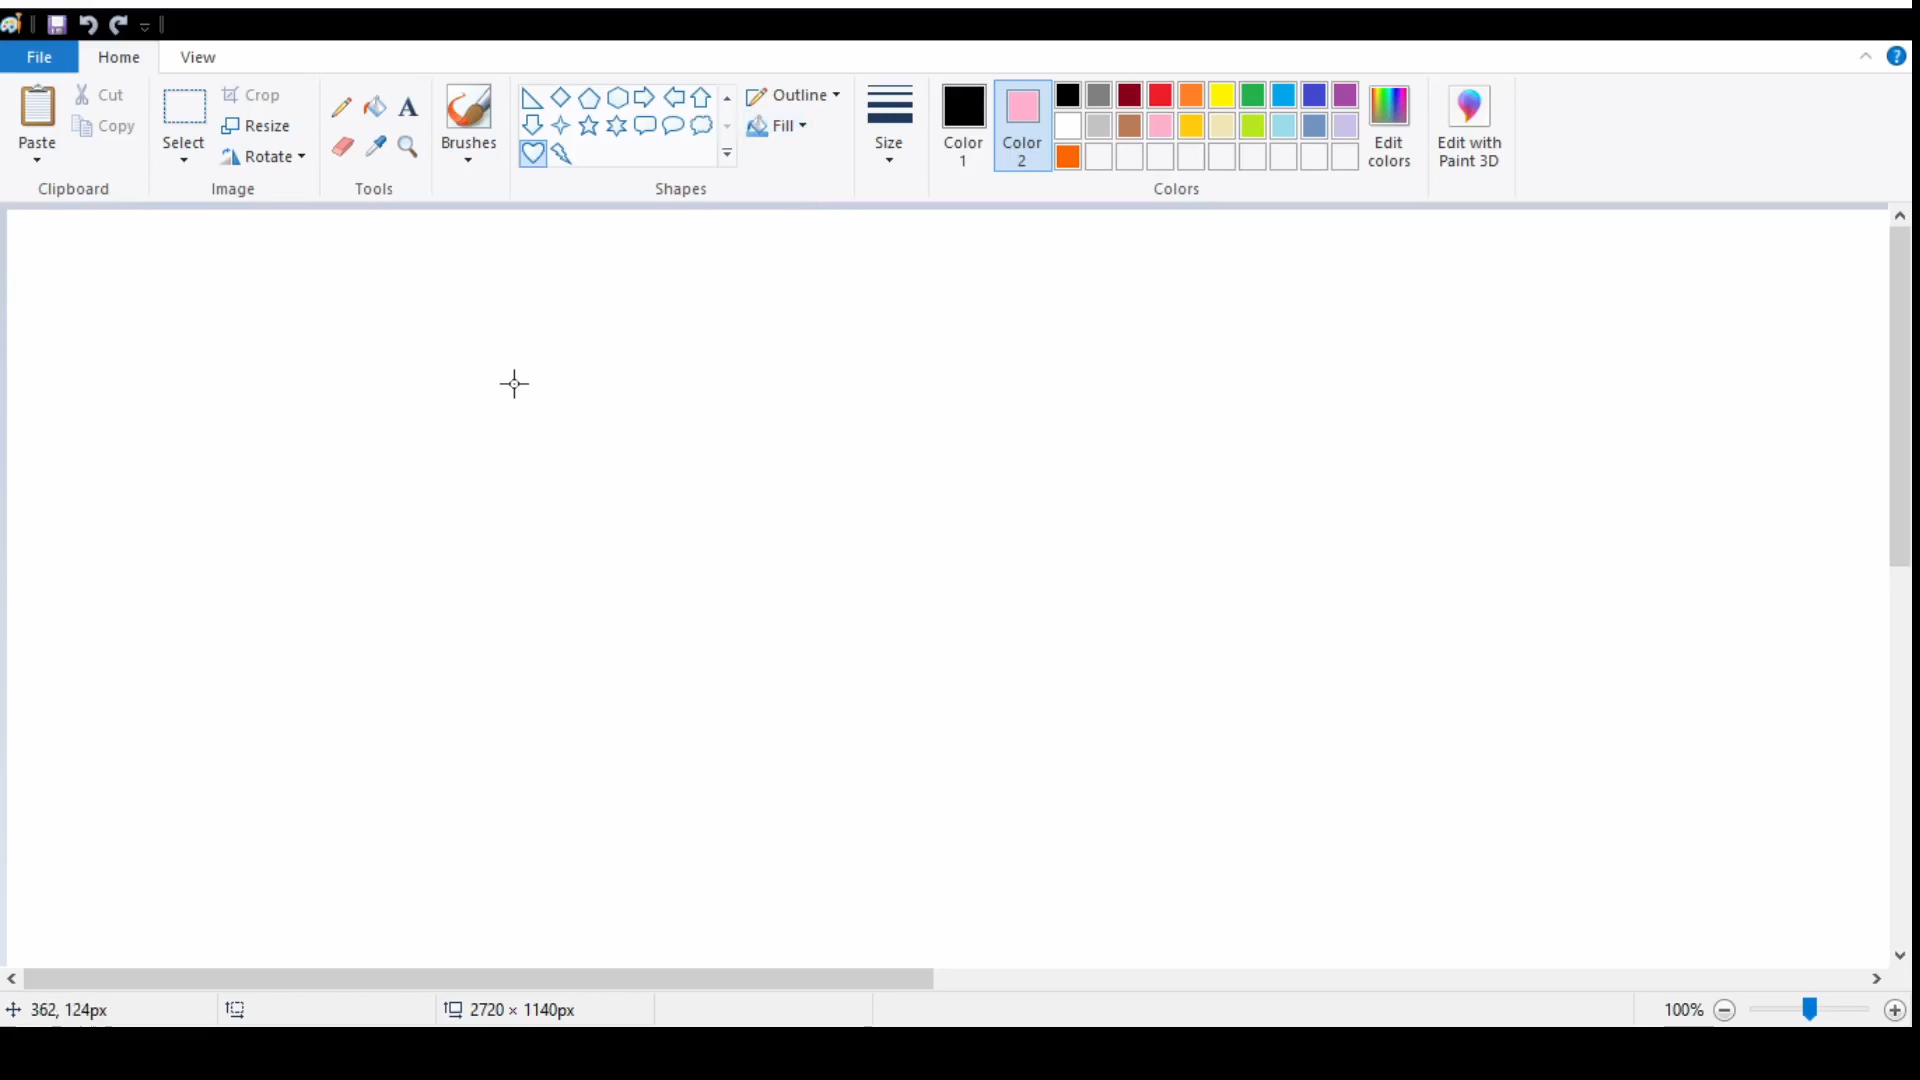 File Home View
Paste Cut Copy
Clipboard
Select Crop Resize Rotate
Image
A
Tools
Brushes
Shapes
Outline
Fill
Size
Color 1
Color 2
Edit colors
Colors
Edit with Paint 3D
?
362, 124px
2720 × 1140px
100%